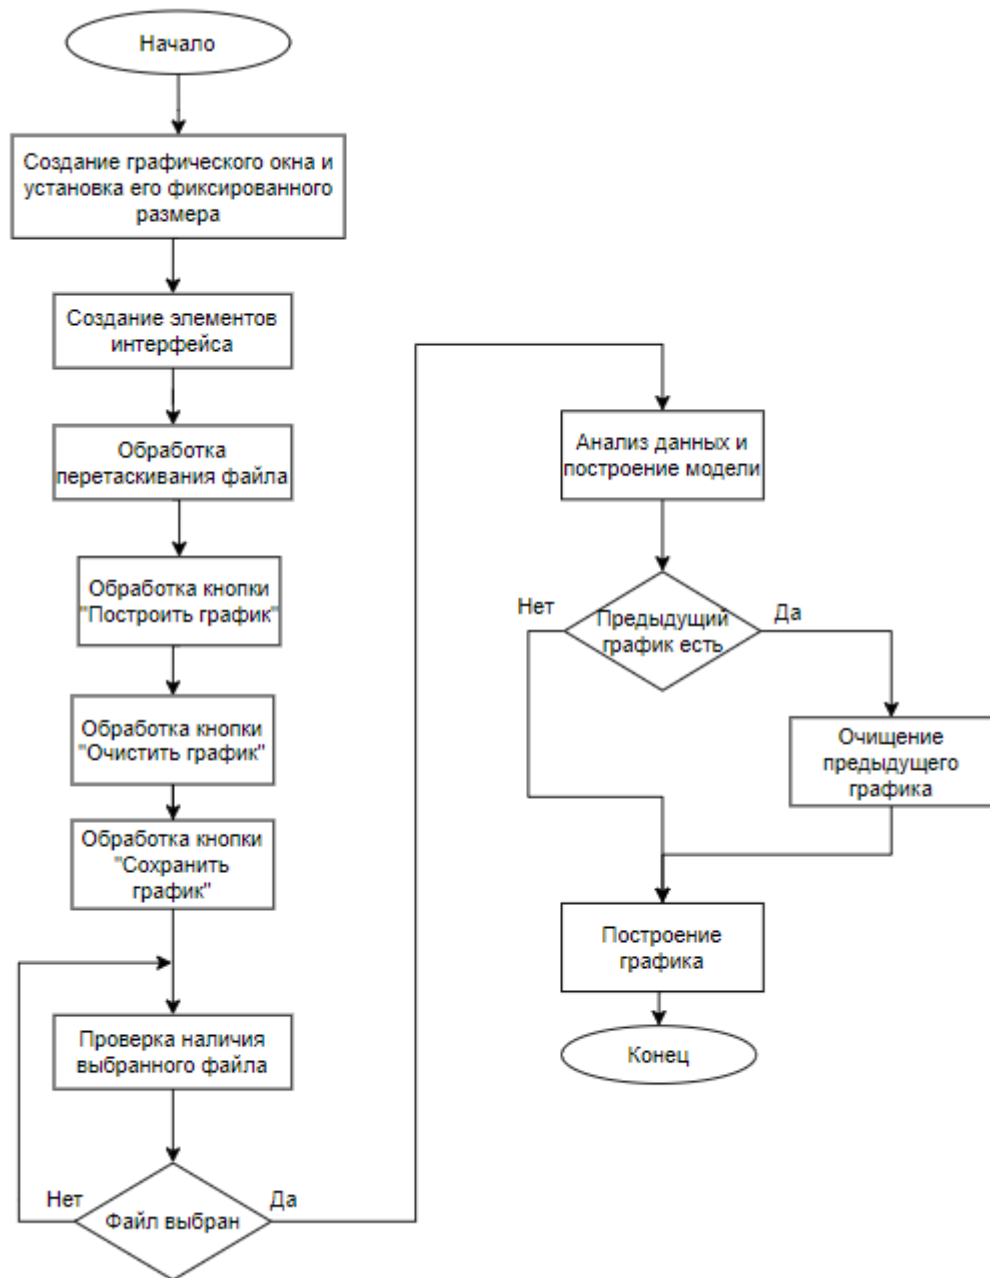 Начало
Создание графического окна и
установка его фиксированного
размера
Создание элементов
интерфейса
Обработка
перетаскивания файла
Обработка кнопки
"Построить график"
Обработка кнопки
"Очистить график"
Обработка кнопки
"Сохранить
график"
Проверка наличия
выбранного файла
Нет
Да
Файл выбран
Анализ данных и
построение модели
Нет
Да
Предыдущий
график есть
Очищение
предыдущего
графика
Построение
графика
Конец